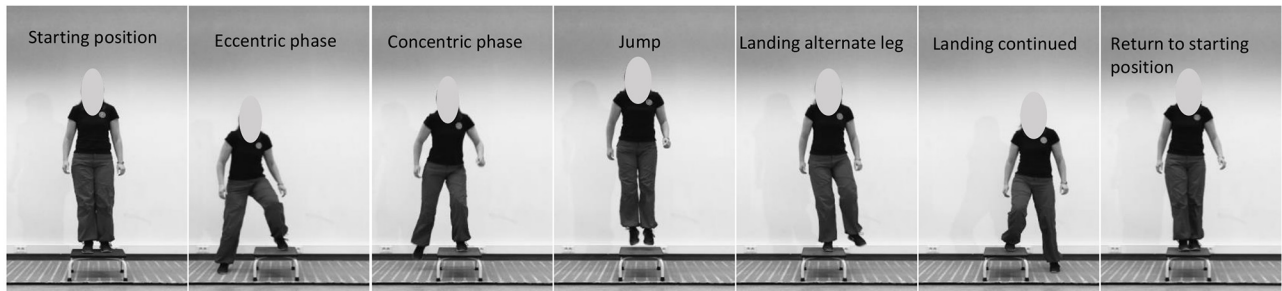 Starting position
Eccentric phase
Concentric phase
Jump
Landing alternate leg
Landing continued
Return to starting
position